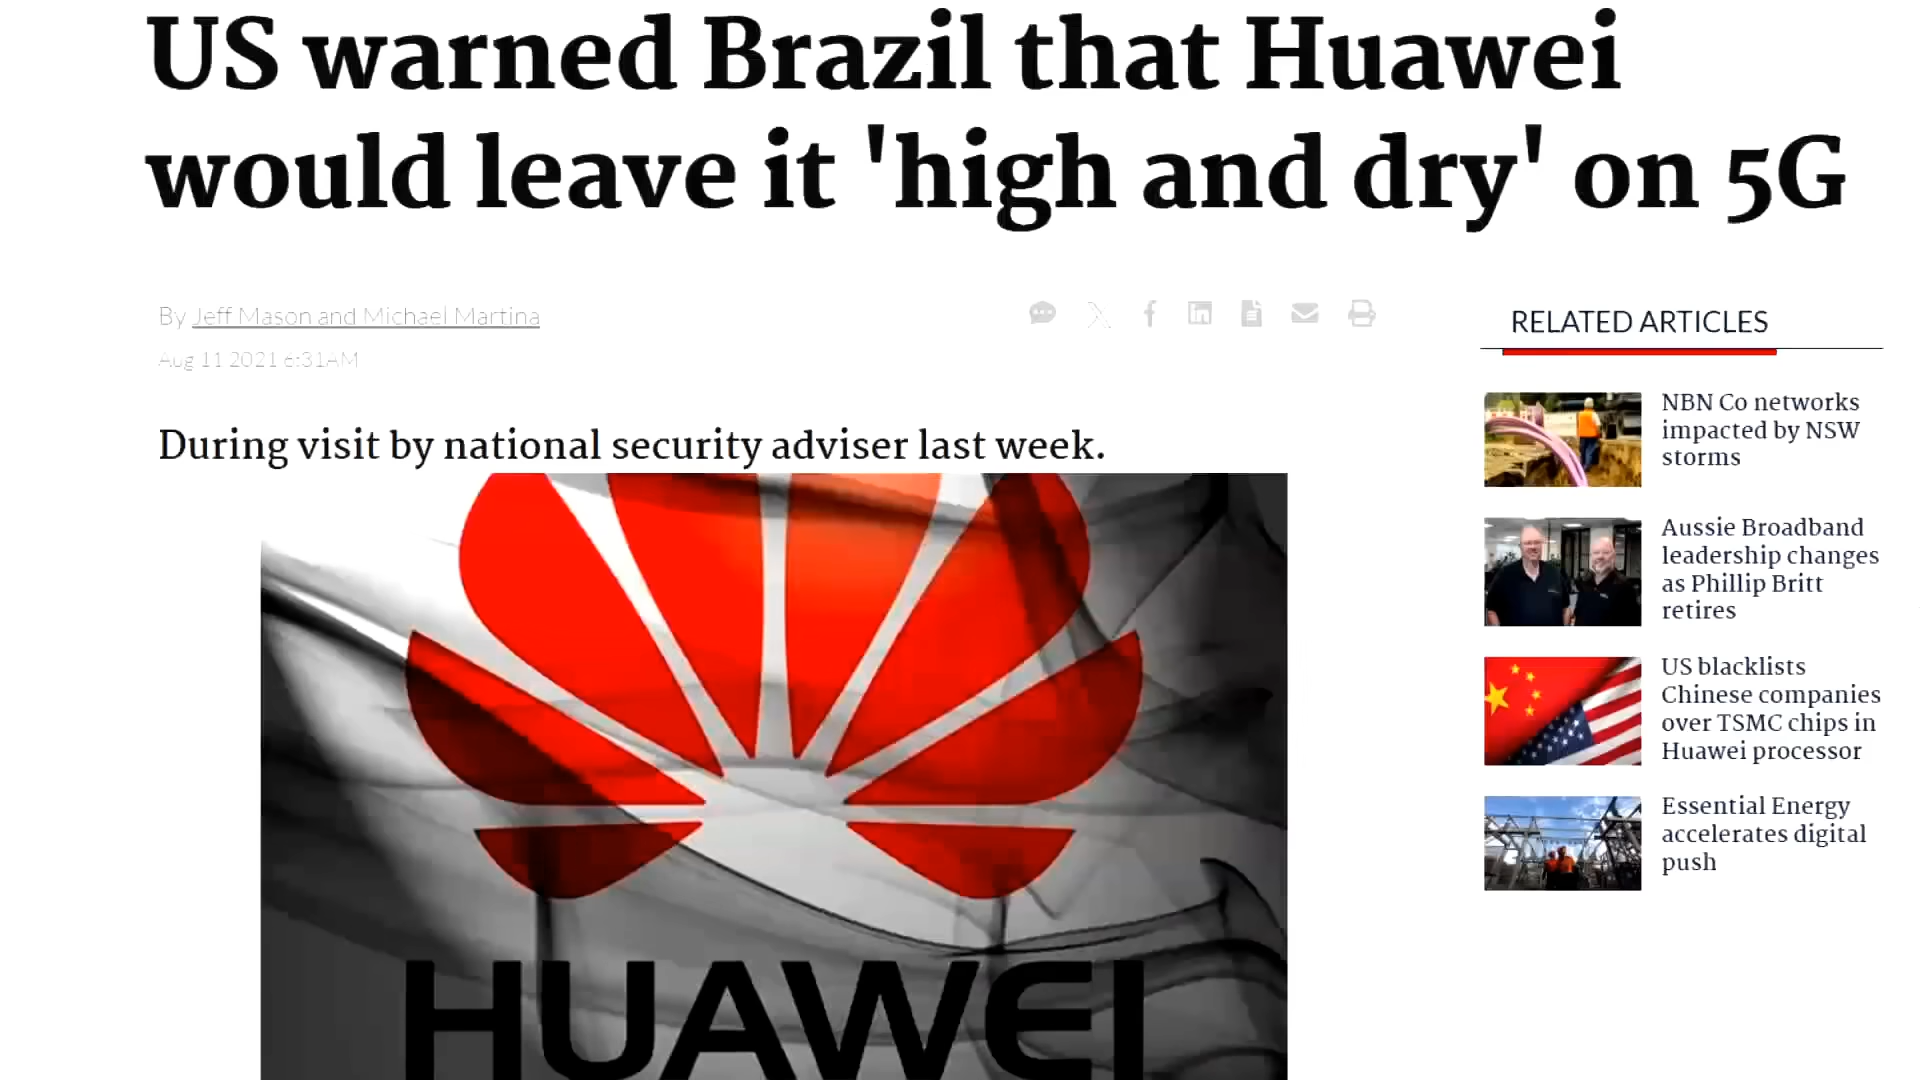 US warned Brazil that Huawei
would leave it 'high and dry' on 5G
By Jeff Mason and Michael Martina
Aug 11 2021 6:31AM
During visit by national security adviser last week.
HUAWEI
RELATED ARTICLES
NBN Co networks
impacted by NSW
storms
Aussie Broadband
leadership changes
as Phillip Britt
retires
US blacklists
Chinese companies
over TSMC chips in
Huawei processor
Essential Energy
accelerates digital
push